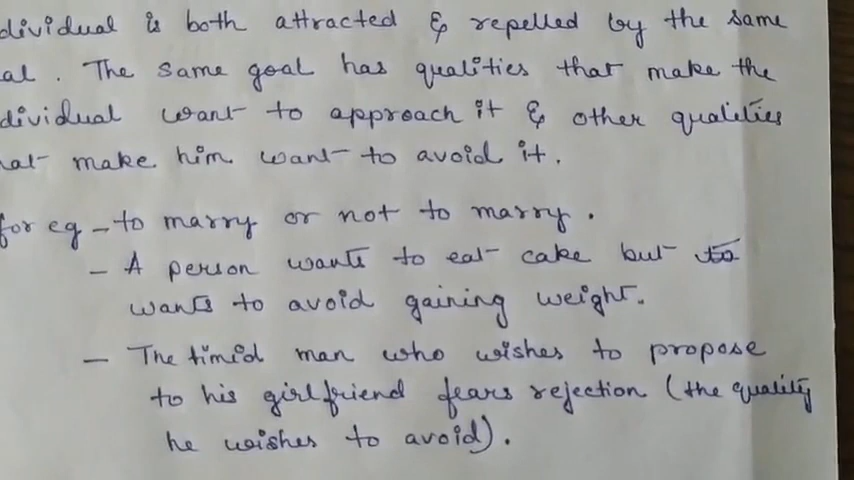 dividual is both attracted & repelled by the same
al. The same goal has qualities that make the
dividual want to approach it & other qualities
hat make him want to avoid it.
for eg - to marry or not to marry.
- A person wants to eat cake but to
wants to avoid gaining weight.
- The timid man who wishes to propose
to his girlfriend fears rejection (the quality
he wishes to avoid).